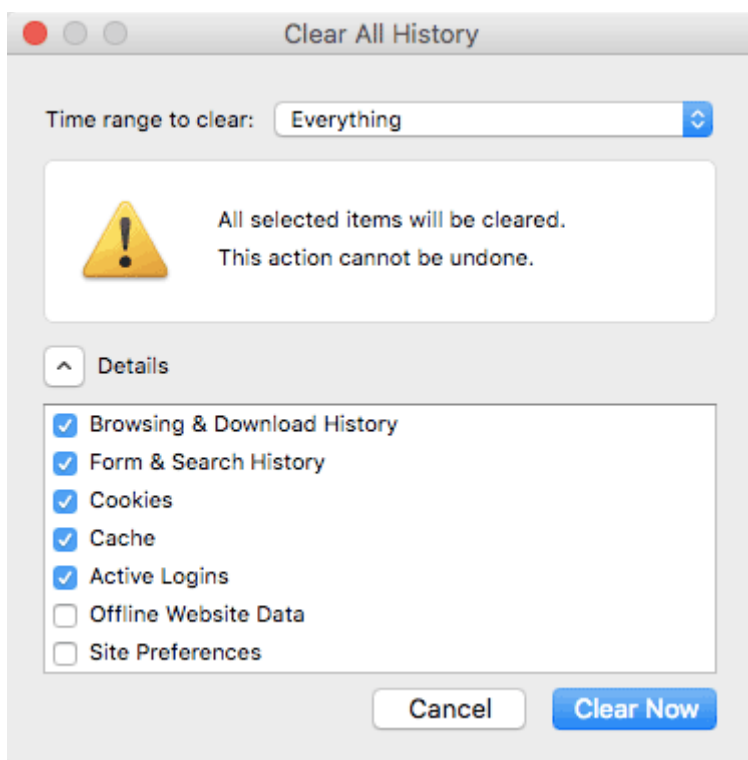 Clear All History
Time range to clear: Everything
All selected items will be cleared.
This action cannot be undone.
Details
Browsing & Download History
Form & Search History
Cookies
Cache
Active Logins
Offline Website Data
Site Preferences
Cancel Clear Now